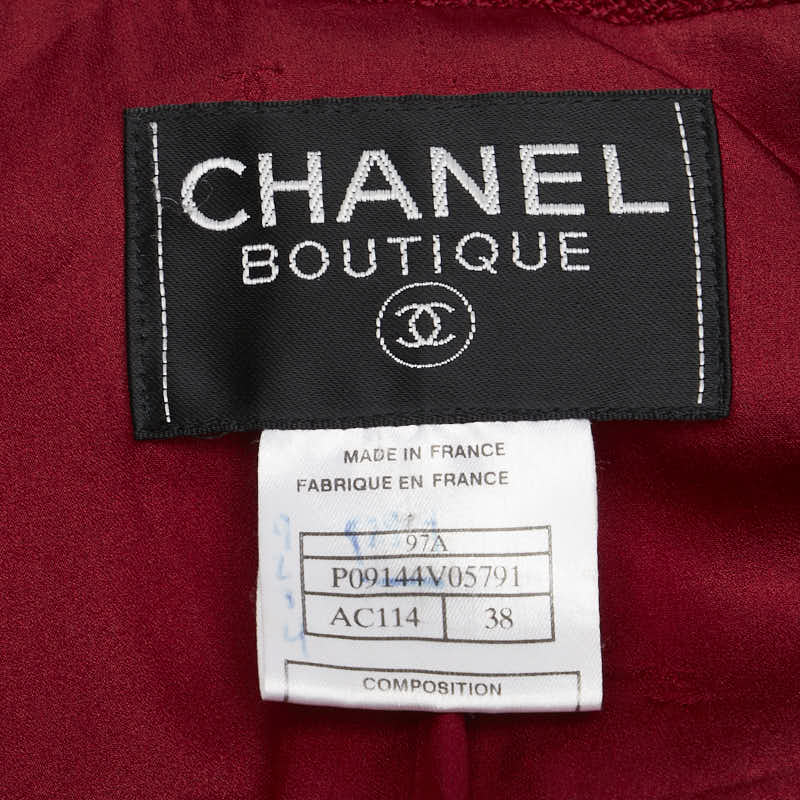 CHANEL
BOUTIQUE
MADE IN FRANCE
FABRIQUE EN FRANCE
97A
P09144V05791
AC114 38
COMPOSITION